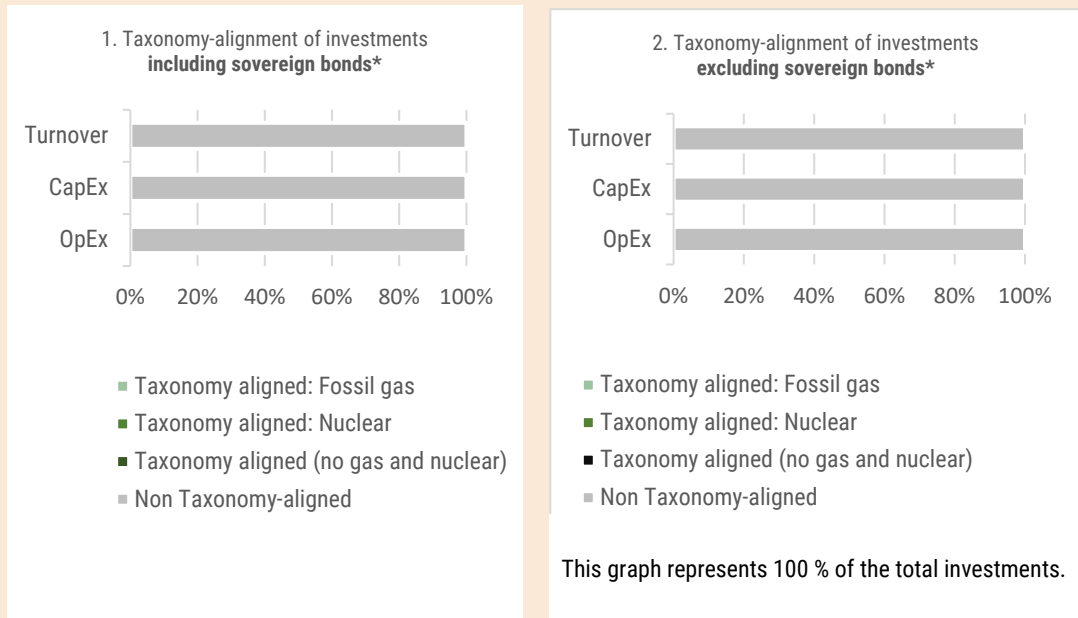 1. Taxonomy-alignment of investments
including sovereign bonds*
Turnover
CapEx
OpEx
0% 20% 40% 60% 80% 100%
Taxonomy aligned: Fossil gas
Taxonomy aligned: Nuclear
Taxonomy aligned (no gas and nuclear)
Non Taxonomy-aligned
2. Taxonomy-alignment of investments
excluding sovereign bonds*
Turnover
CapEx
OpEx
0% 20% 40% 60% 80% 100%
Taxonomy aligned: Fossil gas
Taxonomy aligned: Nuclear
Taxonomy aligned (no gas and nuclear)
Non Taxonomy-aligned
This graph represents 100 % of the total investments.